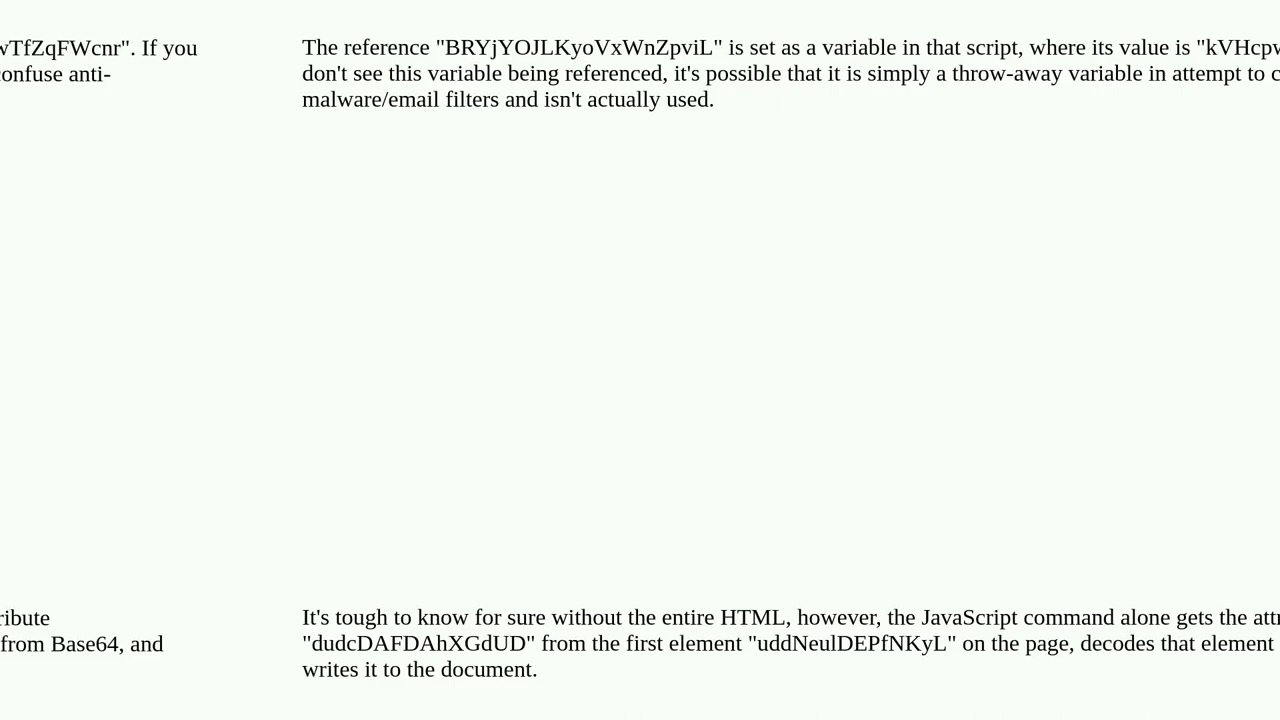 wTfZqFWcnr". If you
confuse anti-
The reference "BRYjYOJLKyoVxWnZpviL" is set as a variable in that script, where its value is "kVHcpw
don't see this variable being referenced, it's possible that it is simply a throw-away variable in attempt to c
malware/email filters and isn't actually used.
ribute
from Base64, and
It's tough to know for sure without the entire HTML, however, the JavaScript command alone gets the attr
"dudcDAFDAhXGdUD" from the first element "uddNeulDEPfNKyL" on the page, decodes that element
writes it to the document.